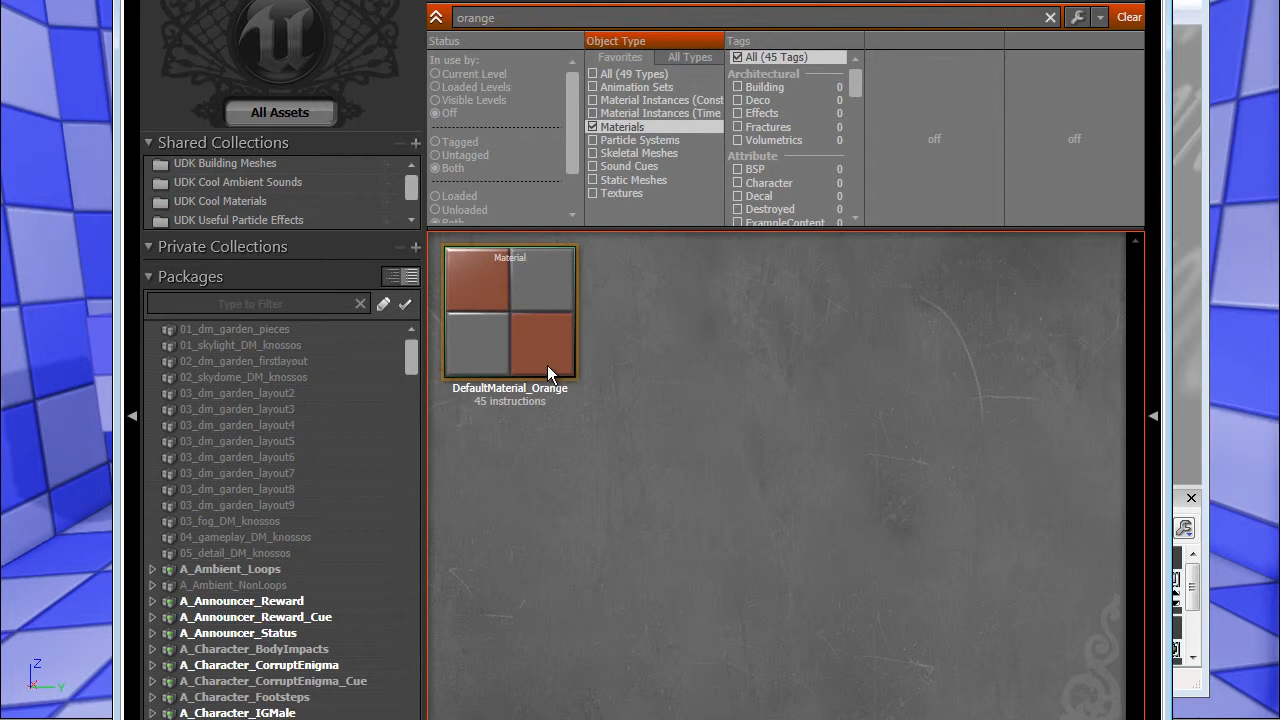 orange
Clear
All Assets
Shared Collections
UDK Building Meshes
UDK Cool Ambient Sounds
UDK Cool Materials
UDK Useful Particle Effects
Private Collections
Packages
Type to Filter
01_dm_garden_pieces
01_skylight_DM_knossos
02_dm_garden_firstlayout
02_skydome_DM_knossos
03_dm_garden_layout2
03_dm_garden_layout3
03_dm_garden_layout4
03_dm_garden_layout5
03_dm_garden_layout6
03_dm_garden_layout7
03_dm_garden_layout8
03_dm_garden_layout9
03_fog_DM_knossos
04_gameplay_DM_knossos
05_detail_DM_knossos
A_Ambient_Loops
A_Ambient_NonLoops
A_Announcer_Reward
A_Announcer_Reward_Cue
A_Announcer_Status
A_Character_BodyImpacts
A_Character_CorruptEnigma
A_Character_CorruptEnigma_Cue
A_Character_Footsteps
A_Character_IGMale
Status
In use by:
Current Level
Loaded Levels
Visible Levels
Off
Tagged
Untagged
Both
Loaded
Unloaded
Both
Object Type
Favorites
All Types
All (49 Types)
Animation Sets
Material Instances (Const
Material Instances (Time
Materials
Particle Systems
Skeletal Meshes
Sound Cues
Static Meshes
Textures
Tags
All (45 Tags)
Architectural
Building 0
Deco 0
Effects 0
Fractures 0
Volumetrics 0
Attribute
BSP 0
Character 0
Decal 0
Destroyed 0
ExampleContent 0
off
off
Material
DefaultMaterial_Orange
45 instructions
Z
Y
X